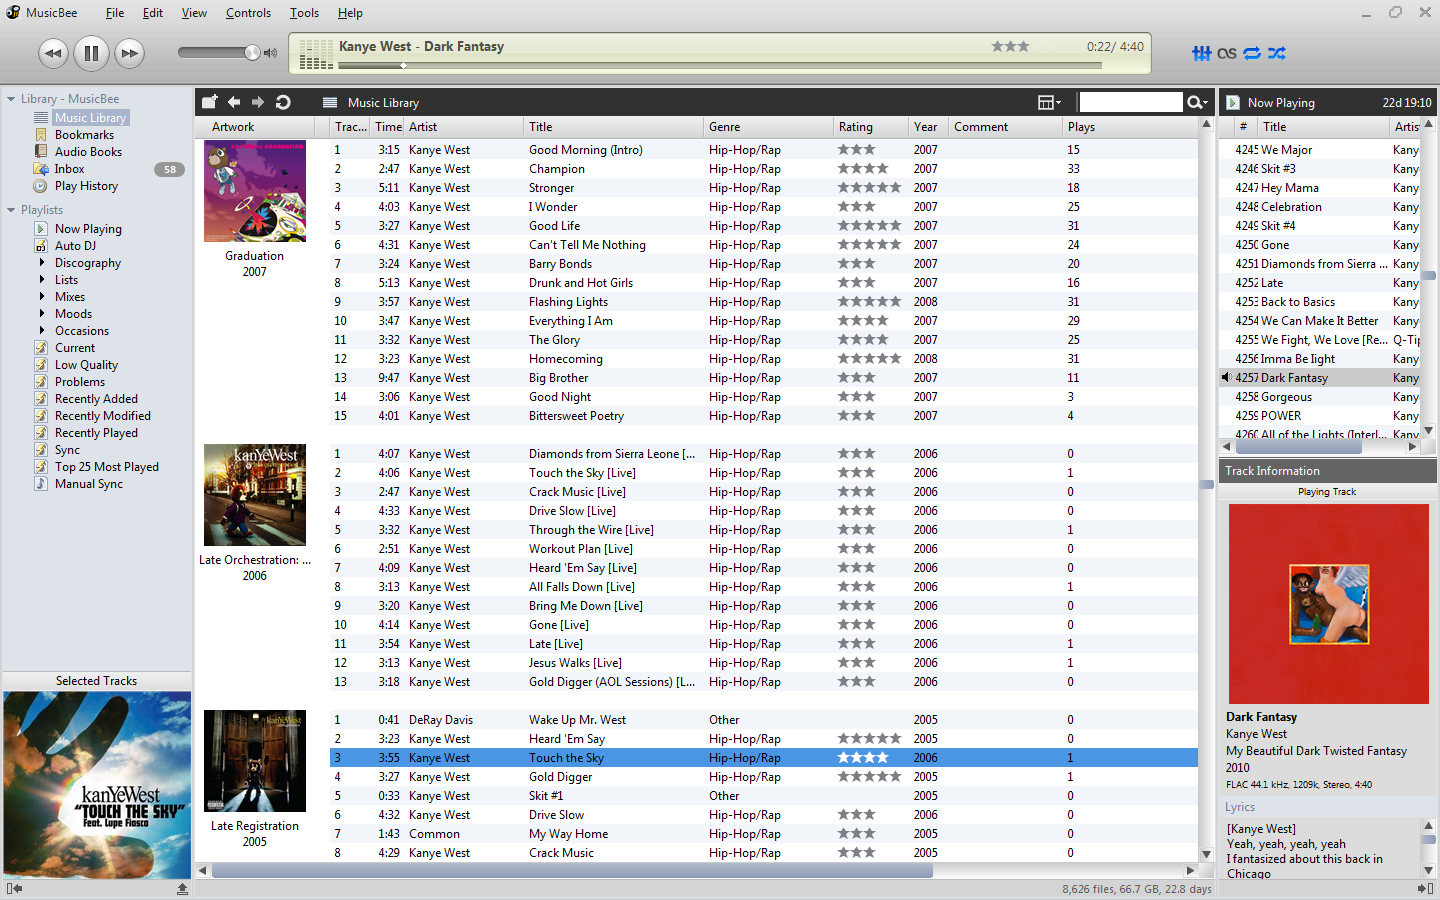 MusicBee File Edit View Controls Tools Help
Kanye West - Dark Fantasy 0:22/ 4:40
Library - MusicBee
Music Library
Bookmarks
Audio Books
Inbox 58
Play History
Playlists
Now Playing
Auto DJ
Discography
Lists
Mixes
Moods
Occasions
Current
Low Quality
Problems
Recently Added
Recently Modified
Recently Played
Sync
Top 25 Most Played
Manual Sync
Selected Tracks
kanYeWest
"TOUCH THE SKY"
Feat. Lupe Fiasco
Music Library
Artwork Trac... Time Artist Title Genre Rating Year Comment Plays
Graduation
2007
1 3:15 Kanye West Good Morning (Intro) Hip-Hop/Rap 2007 15
2 2:47 Kanye West Champion Hip-Hop/Rap 2007 33
3 5:11 Kanye West Stronger Hip-Hop/Rap 2007 18
4 4:03 Kanye West I Wonder Hip-Hop/Rap 2007 25
5 3:27 Kanye West Good Life Hip-Hop/Rap 2007 31
6 4:31 Kanye West Can't Tell Me Nothing Hip-Hop/Rap 2007 24
7 3:24 Kanye West Barry Bonds Hip-Hop/Rap 2007 20
8 5:13 Kanye West Drunk and Hot Girls Hip-Hop/Rap 2007 16
9 3:57 Kanye West Flashing Lights Hip-Hop/Rap 2008 31
10 3:47 Kanye West Everything I Am Hip-Hop/Rap 2007 29
11 3:32 Kanye West The Glory Hip-Hop/Rap 2007 25
12 3:23 Kanye West Homecoming Hip-Hop/Rap 2008 31
13 9:47 Kanye West Big Brother Hip-Hop/Rap 2007 11
14 3:06 Kanye West Good Night Hip-Hop/Rap 2007 3
15 4:01 Kanye West Bittersweet Poetry Hip-Hop/Rap 2007 4
kanYeWest
Late Orchestration: ...
2006
1 4:07 Kanye West Diamonds from Sierra Leone [... Hip-Hop/Rap 2006 0
2 4:06 Kanye West Touch the Sky [Live] Hip-Hop/Rap 2006 1
3 2:47 Kanye West Crack Music [Live] Hip-Hop/Rap 2006 0
4 4:33 Kanye West Drive Slow [Live] Hip-Hop/Rap 2006 0
5 3:32 Kanye West Through the Wire [Live] Hip-Hop/Rap 2006 1
6 2:51 Kanye West Workout Plan [Live] Hip-Hop/Rap 2006 0
7 4:09 Kanye West Heard 'Em Say [Live] Hip-Hop/Rap 2006 0
8 3:13 Kanye West All Falls Down [Live] Hip-Hop/Rap 2006 1
9 3:20 Kanye West Bring Me Down [Live] Hip-Hop/Rap 2006 0
10 4:14 Kanye West Gone [Live] Hip-Hop/Rap 2006 0
11 3:54 Kanye West Late [Live] Hip-Hop/Rap 2006 1
12 3:13 Kanye West Jesus Walks [Live] Hip-Hop/Rap 2006 1
13 3:18 Kanye West Gold Digger (AOL Sessions) [L... Hip-Hop/Rap 2006 0
kanYeWest
Late Registration
2005
1 0:41 DeRay Davis Wake Up Mr. West Other 2005 0
2 3:23 Kanye West Heard 'Em Say Hip-Hop/Rap 2005 0
3 3:55 Kanye West Touch the Sky Hip-Hop/Rap 2006 1
4 3:27 Kanye West Gold Digger Hip-Hop/Rap 2005 1
5 0:33 Kanye West Skit #1 Other 2005 0
6 4:32 Kanye West Drive Slow Hip-Hop/Rap 2005 0
7 1:43 Common My Way Home Hip-Hop/Rap 2005 0
8 4:29 Kanye West Crack Music Hip-Hop/Rap 2005 0
8,626 files, 66.7 GB, 22.8 days
Now Playing 22d 19:10
# Title Artis
4245 We Major Kany
4246 Skit #3 Kany
4247 Hey Mama Kany
4248 Celebration Kany
4249 Skit #4 Kany
4250 Gone Kany
4251 Diamonds from Sierra ... Kany
4252 Late Kany
4253 Back to Basics Kany
4254 We Can Make It Better Kany
4255 We Fight, We Love [Re... Q-Tip
4256 Imma Be Iight Kany
4257 Dark Fantasy Kany
4258 Gorgeous Kany
4259 POWER Kany
4260 All of the Lights (Interl... Kany
Track Information
Playing Track
Dark Fantasy
Kanye West
My Beautiful Dark Twisted Fantasy
2010
FLAC 44.1 kHz, 1209k, Stereo, 4:40
Lyrics
[Kanye West]
Yeah, yeah, yeah, yeah
I fantasized about this back in
Chicago